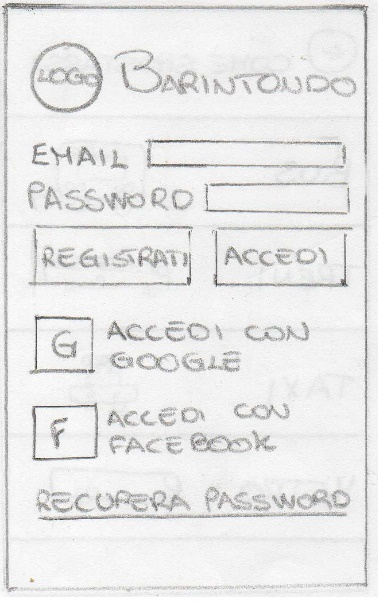 LOGO BARINTONDO
EMAIL
PASSWORD
REGISTRATI ACCEDI
G ACCEDI CON
GOOGLE
F ACCEDI CON
FACEBOOK
RECUPERA PASSWORD